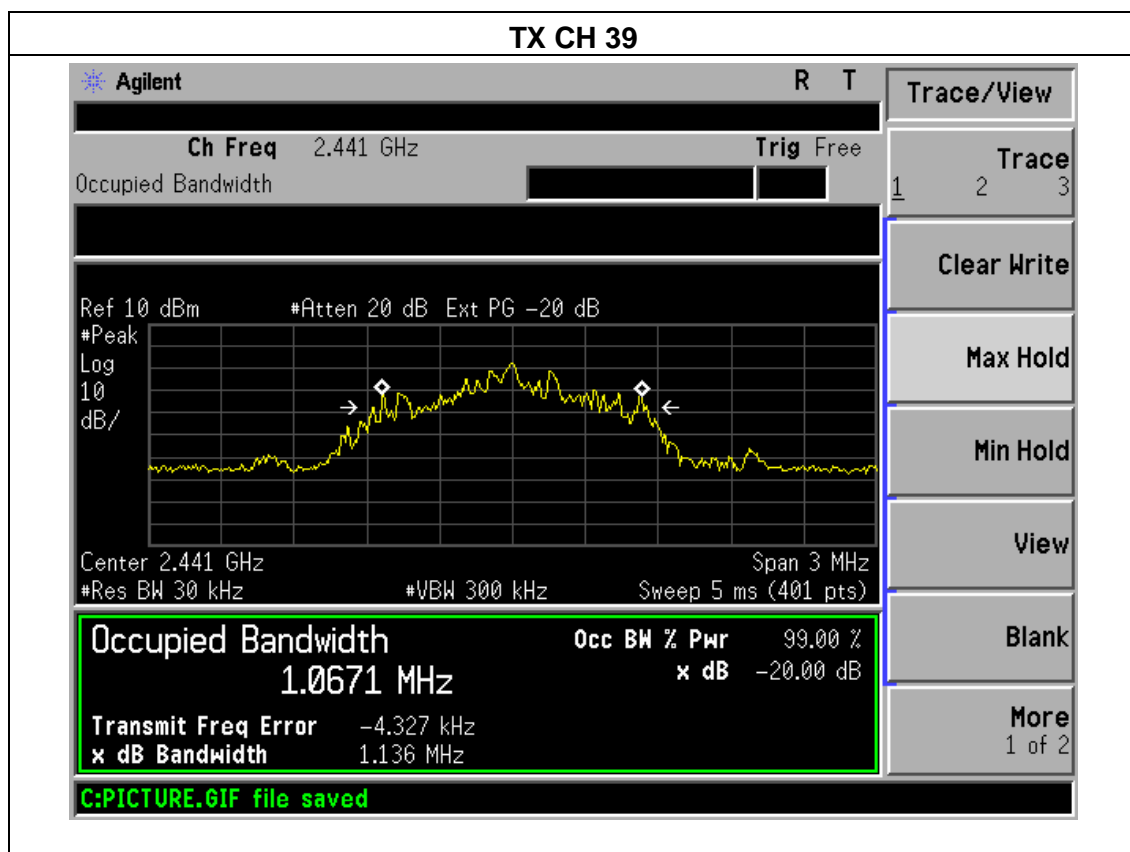 TX CH 39
Agilent R T
Ch Freq 2.441 GHz Trig Free
Occupied Bandwidth
Ref 10 dBm #Atten 20 dB Ext PG -20 dB
#Peak
Log
10
dB/
Center 2.441 GHz Span 3 MHz
#Res BW 30 kHz #VBW 300 kHz Sweep 5 ms (401 pts)
Occupied Bandwidth Occ BW % Pwr 99.00 %
1.0671 MHz x dB -20.00 dB
Transmit Freq Error -4.327 kHz
x dB Bandwidth 1.136 MHz
C:PICTURE.GIF file saved
Trace/View
Trace
1 2 3
Clear Write
Max Hold
Min Hold
View
Blank
More
1 of 2